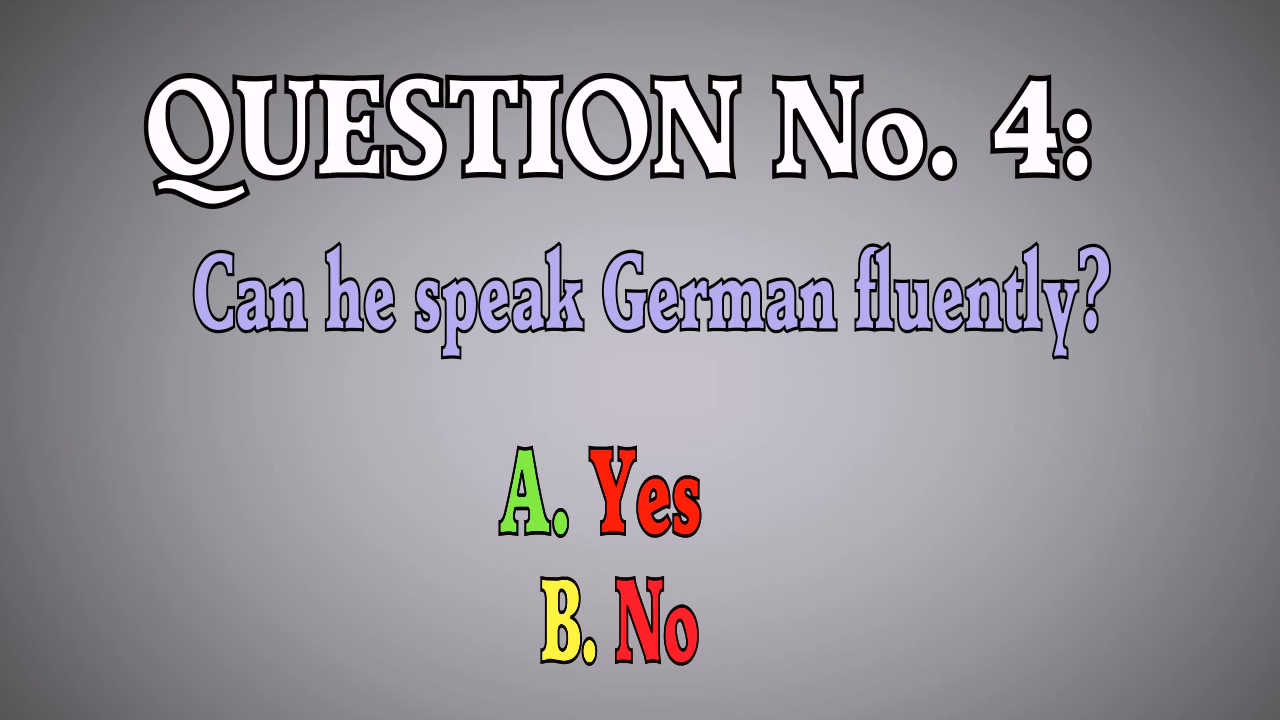 QUESTION No. 4:
Can he speak German fluently?
A. Yes
B. No